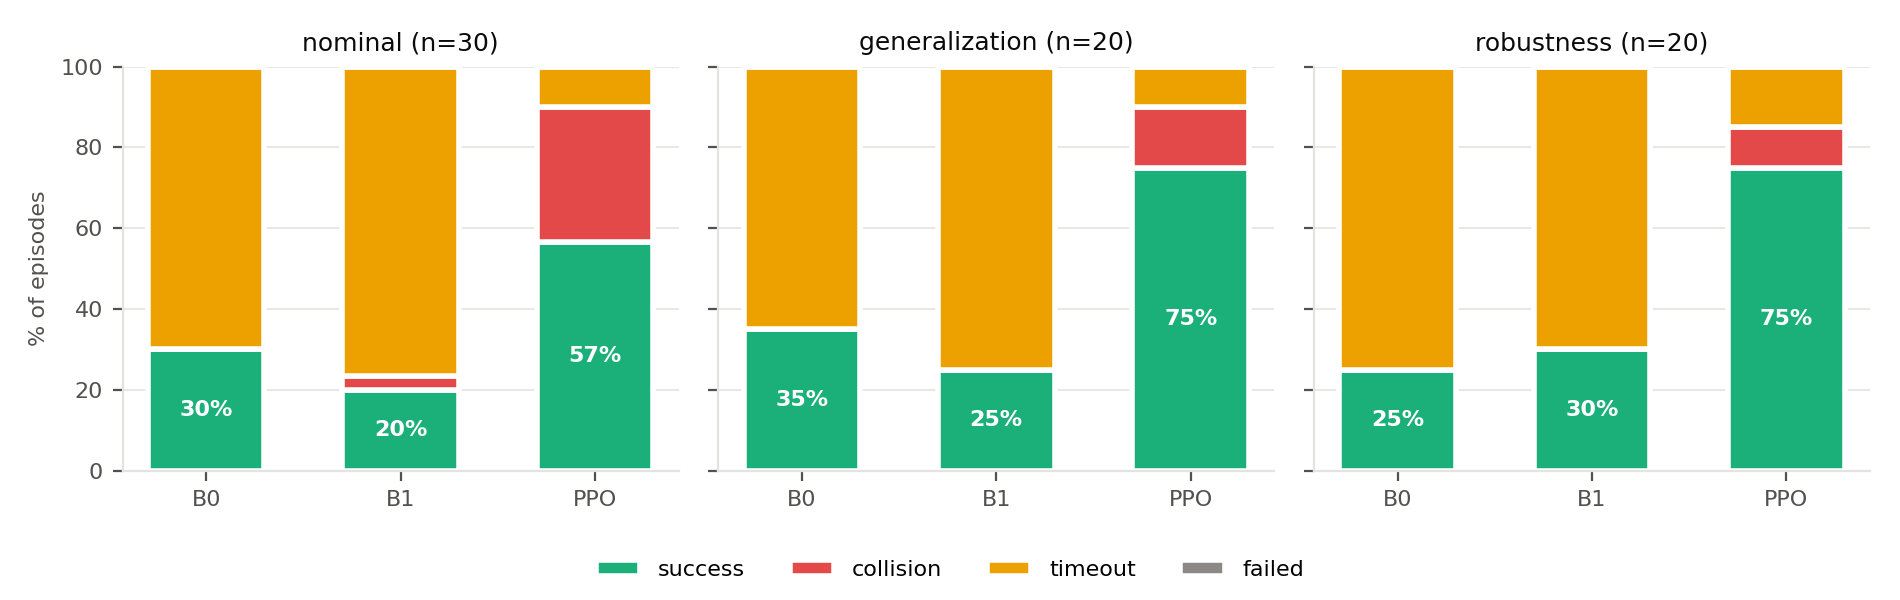 nominal (n=30)
generalization (n=20)
robustness (n=20)
% of episodes
100
80
60
40
20
0
30%
20%
57%
35%
25%
75%
25%
30%
75%
B0 B1 PPO
B0 B1 PPO
B0 B1 PPO
success collision timeout failed